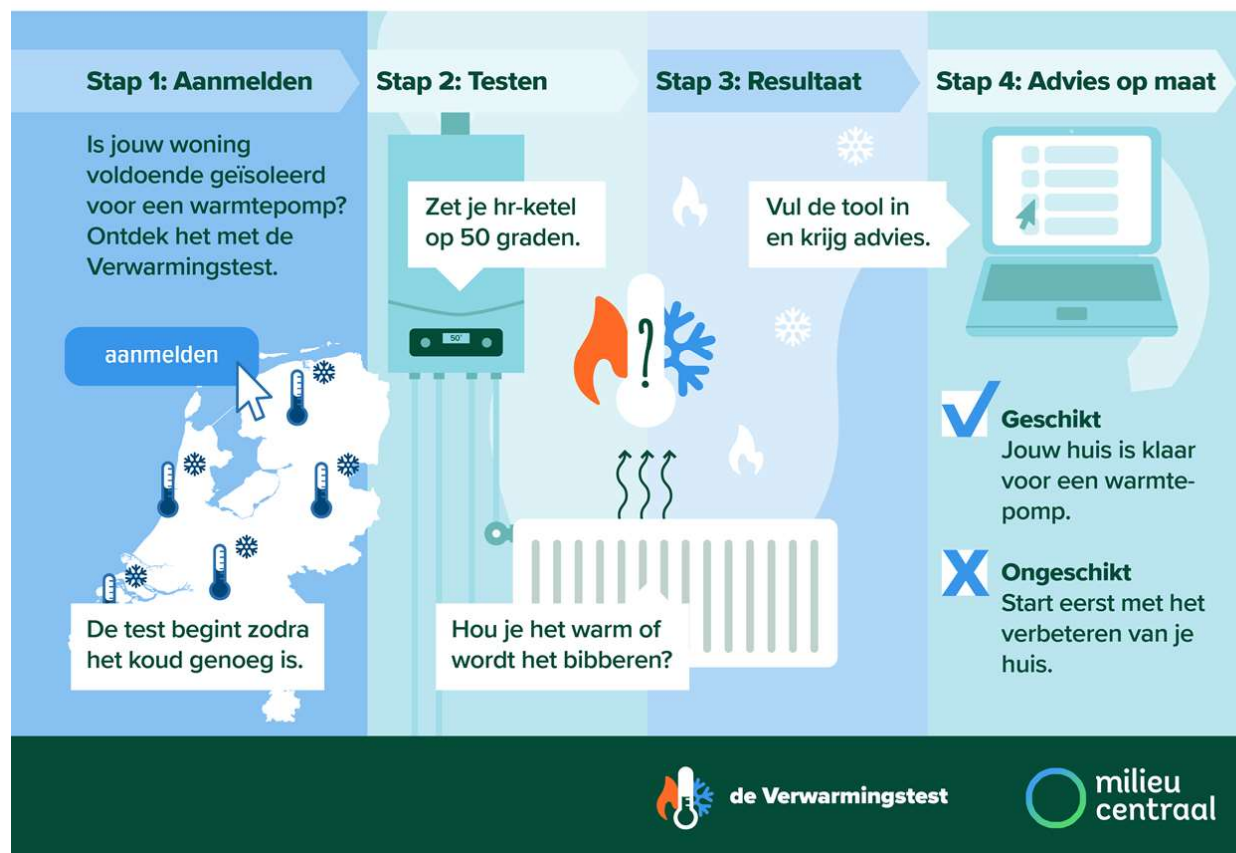 Stap 1: Aanmelden
Is jouw woning
voldoende geïsoleerd
voor een warmtepomp?
Ontdek het met de
Verwarmingstest.
aanmelden
De test begint zodra
het koud genoeg is.
Stap 2: Testen
Zet je hr-ketel
op 50 graden.
50°
?
Hou je het warm of
wordt het bibberen?
Stap 3: Resultaat
Vul de tool in
en krijg advies.
Stap 4: Advies op maat
Geschikt
Jouw huis is klaar
voor een warmte-
pomp.
Ongeschikt
Start eerst met het
verbeteren van je
huis.
de Verwarmingstest
milieu
centraal